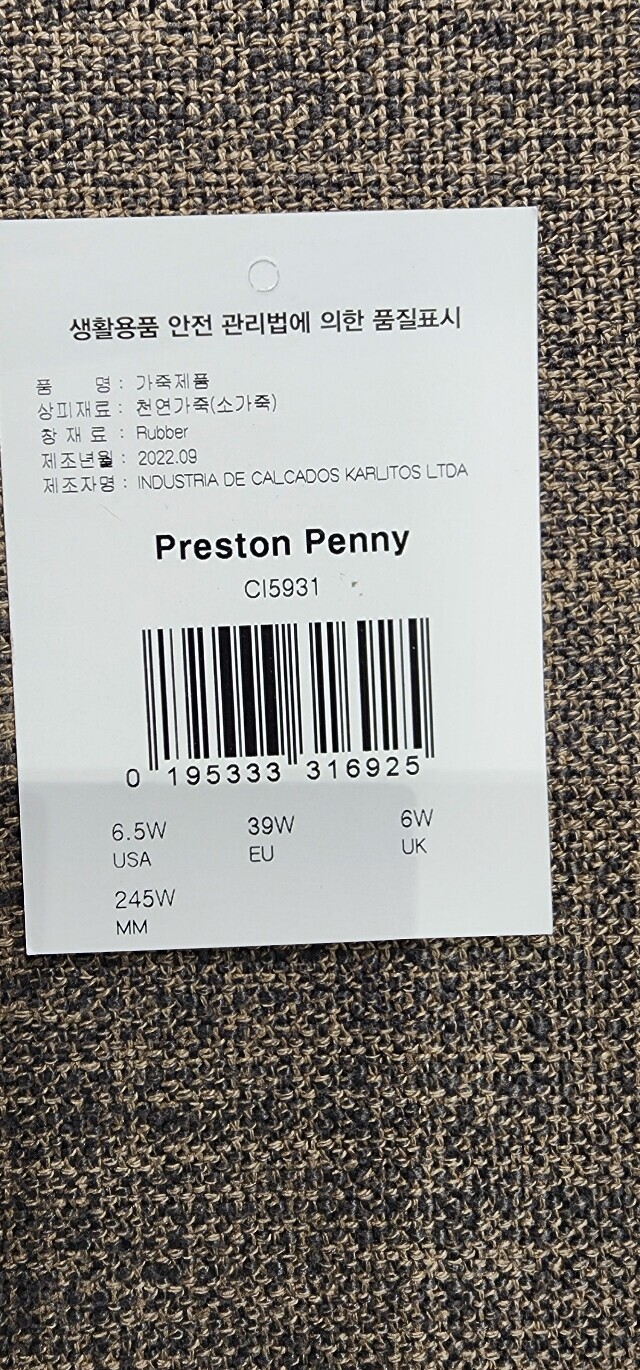 생활용품 안전 관리법에 의한 품질표시
품 명 : 가죽제품
상피재료 : 천연가죽(소가죽)
창 재 료 : Rubber
제조년월 : 2022.09
제조자명 : INDUSTRIA DE CALCADOS KARLITOS LTDA
Preston Penny
CI5931
0 195333 316925
6.5W 39W 6W
USA EU UK
245W
MM